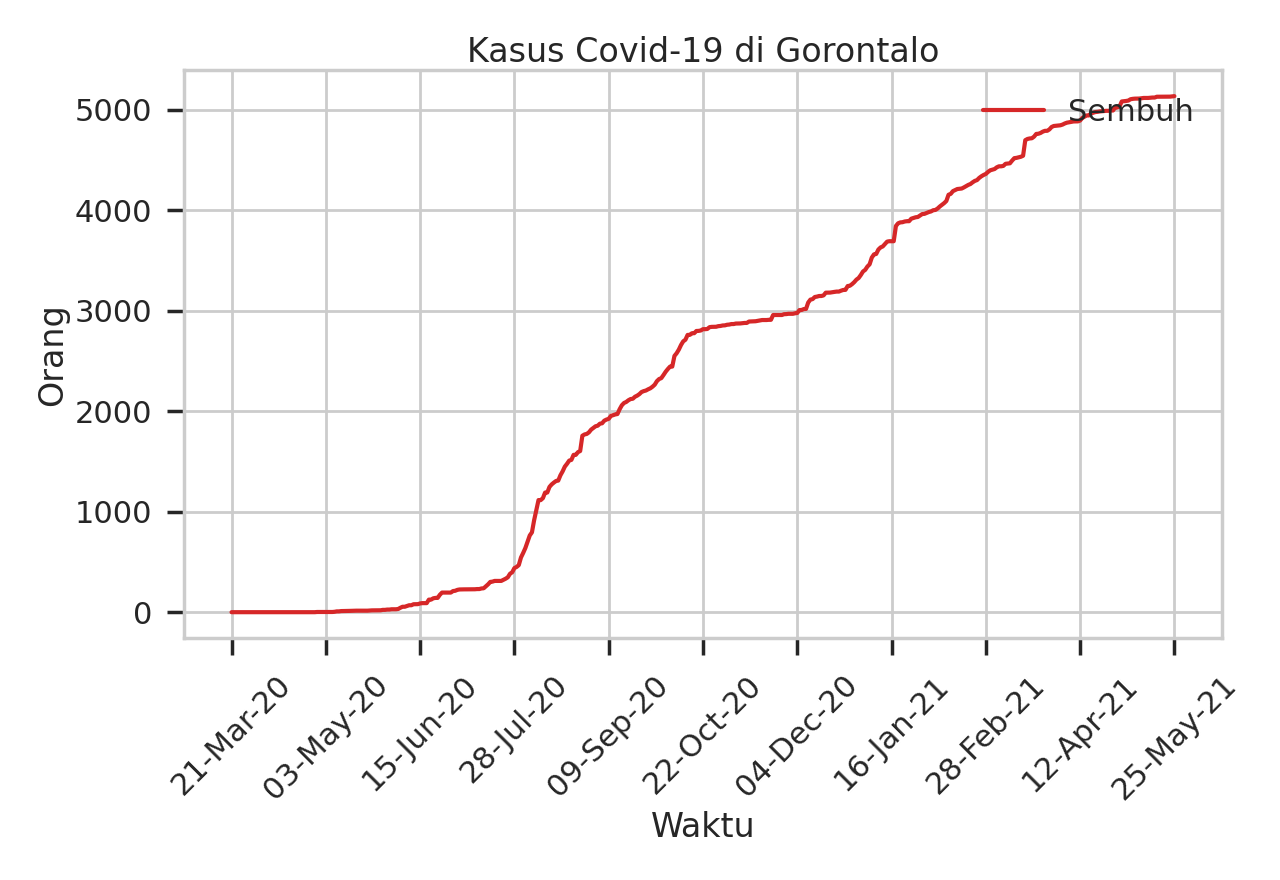 Kasus Covid-19 di Gorontalo
Sembuh
5000
4000
3000
2000
1000
0
Orang
21-Mar-20
03-May-20
15-Jun-20
28-Jul-20
09-Sep-20
22-Oct-20
04-Dec-20
16-Jan-21
28-Feb-21
12-Apr-21
25-May-21
Waktu